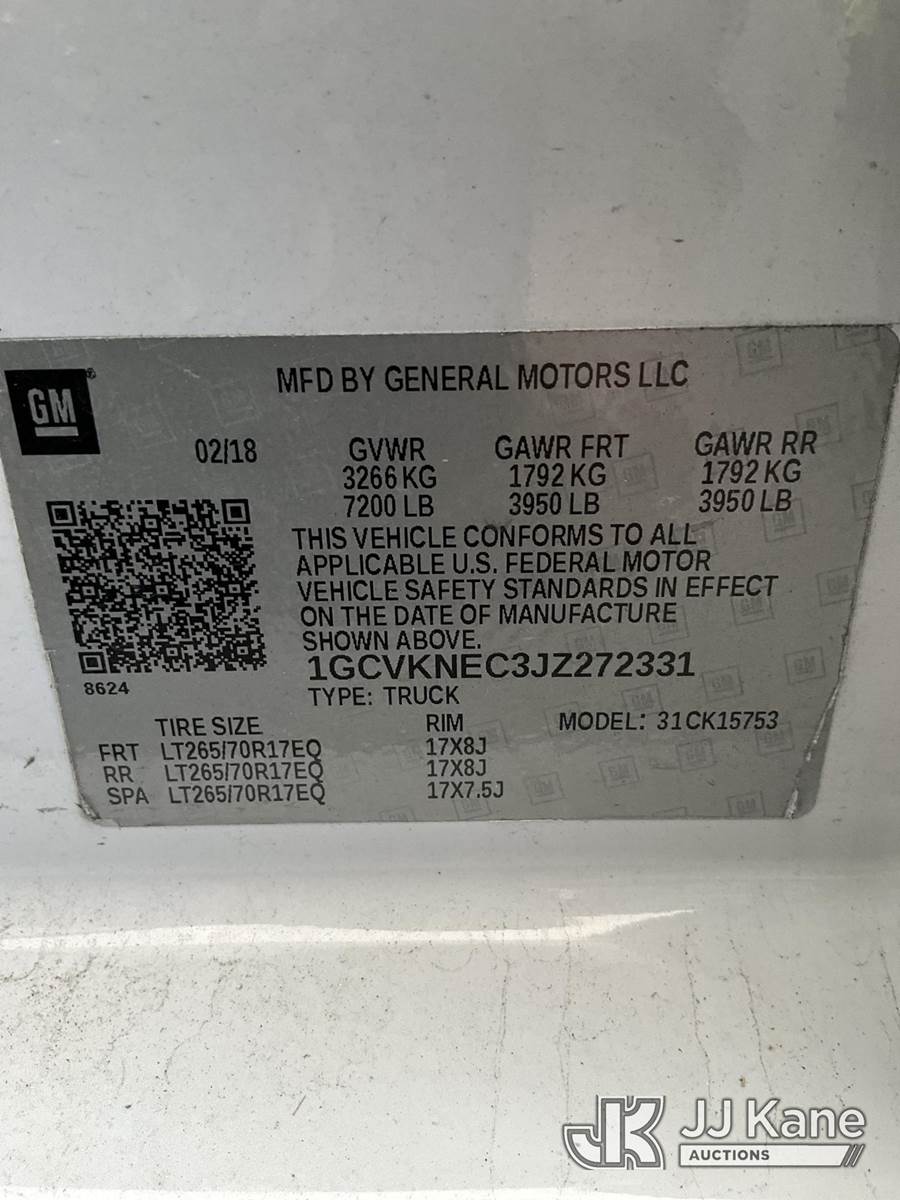 GM®
MFD BY GENERAL MOTORS LLC
02/18 GVWR GAWR FRT GAWR RR
3266 KG 1792 KG 1792 KG
7200 LB 3950 LB 3950 LB
THIS VEHICLE CONFORMS TO ALL
APPLICABLE U.S. FEDERAL MOTOR
VEHICLE SAFETY STANDARDS IN EFFECT
ON THE DATE OF MANUFACTURE
SHOWN ABOVE.
1GCVKNEC3JZ272331
8624
TYPE: TRUCK
TIRE SIZE RIM MODEL: 31CK15753
FRT LT265/70R17EQ 17X8J
RR LT265/70R17EQ 17X8J
SPA LT265/70R17EQ 17X7.5J
JK JJ Kane
AUCTIONS